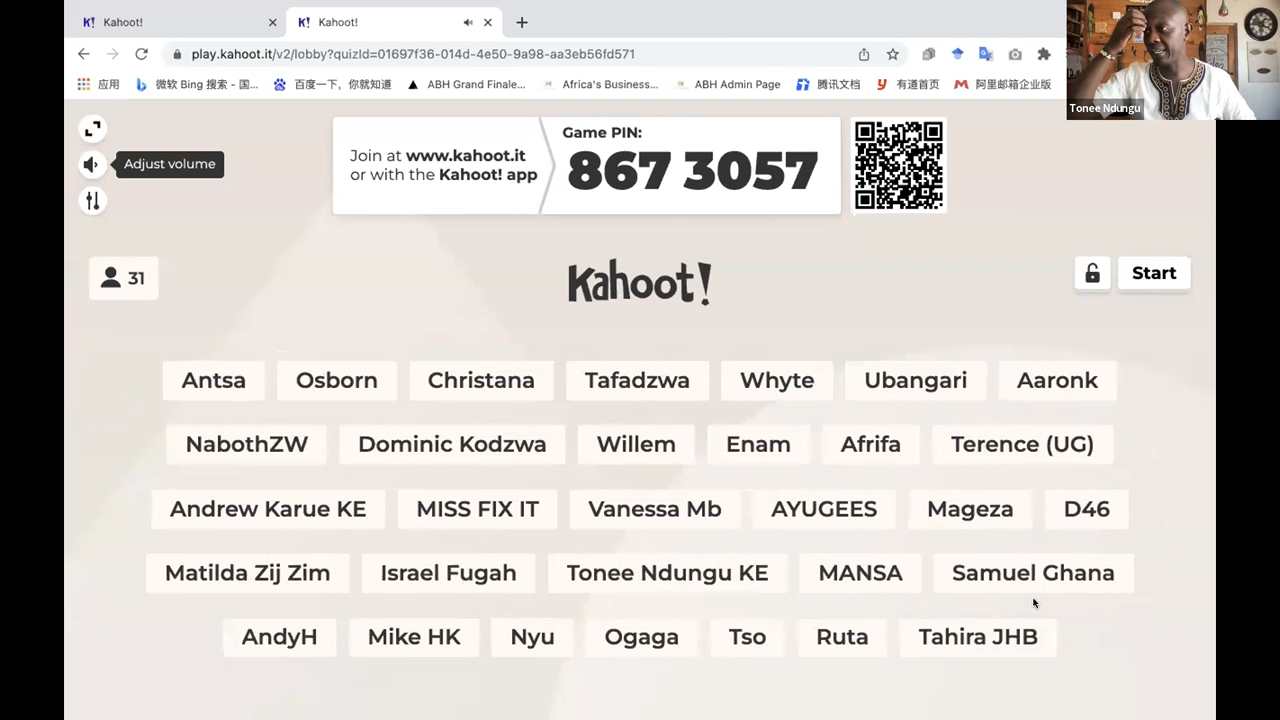 Kahoot!
Kahoot!
play.kahoot.it/v2/lobby?quizId=01697f36-014d-4e50-9a98-aa3eb56fd571
应用
微软 Bing 搜索 - 国...
百度一下，你就知道
ABH Grand Finale...
Africa's Business...
ABH Admin Page
腾讯文档
有道首页
阿里邮箱企业版
Tonee Ndungu
Adjust volume
Join at www.kahoot.it
or with the Kahoot! app
Game PIN:
867 3057
31
Kahoot!
Start
Antsa Osborn Christana Tafadzwa Whyte Ubangari Aaronk
NabothZW Dominic Kodzwa Willem Enam Afrifa Terence (UG)
Andrew Karue KE MISS FIX IT Vanessa Mb AYUGEES Mageza D46
Matilda Zij Zim Israel Fugah Tonee Ndungu KE MANSA Samuel Ghana
AndyH Mike HK Nyu Ogaga Tso Ruta Tahira JHB